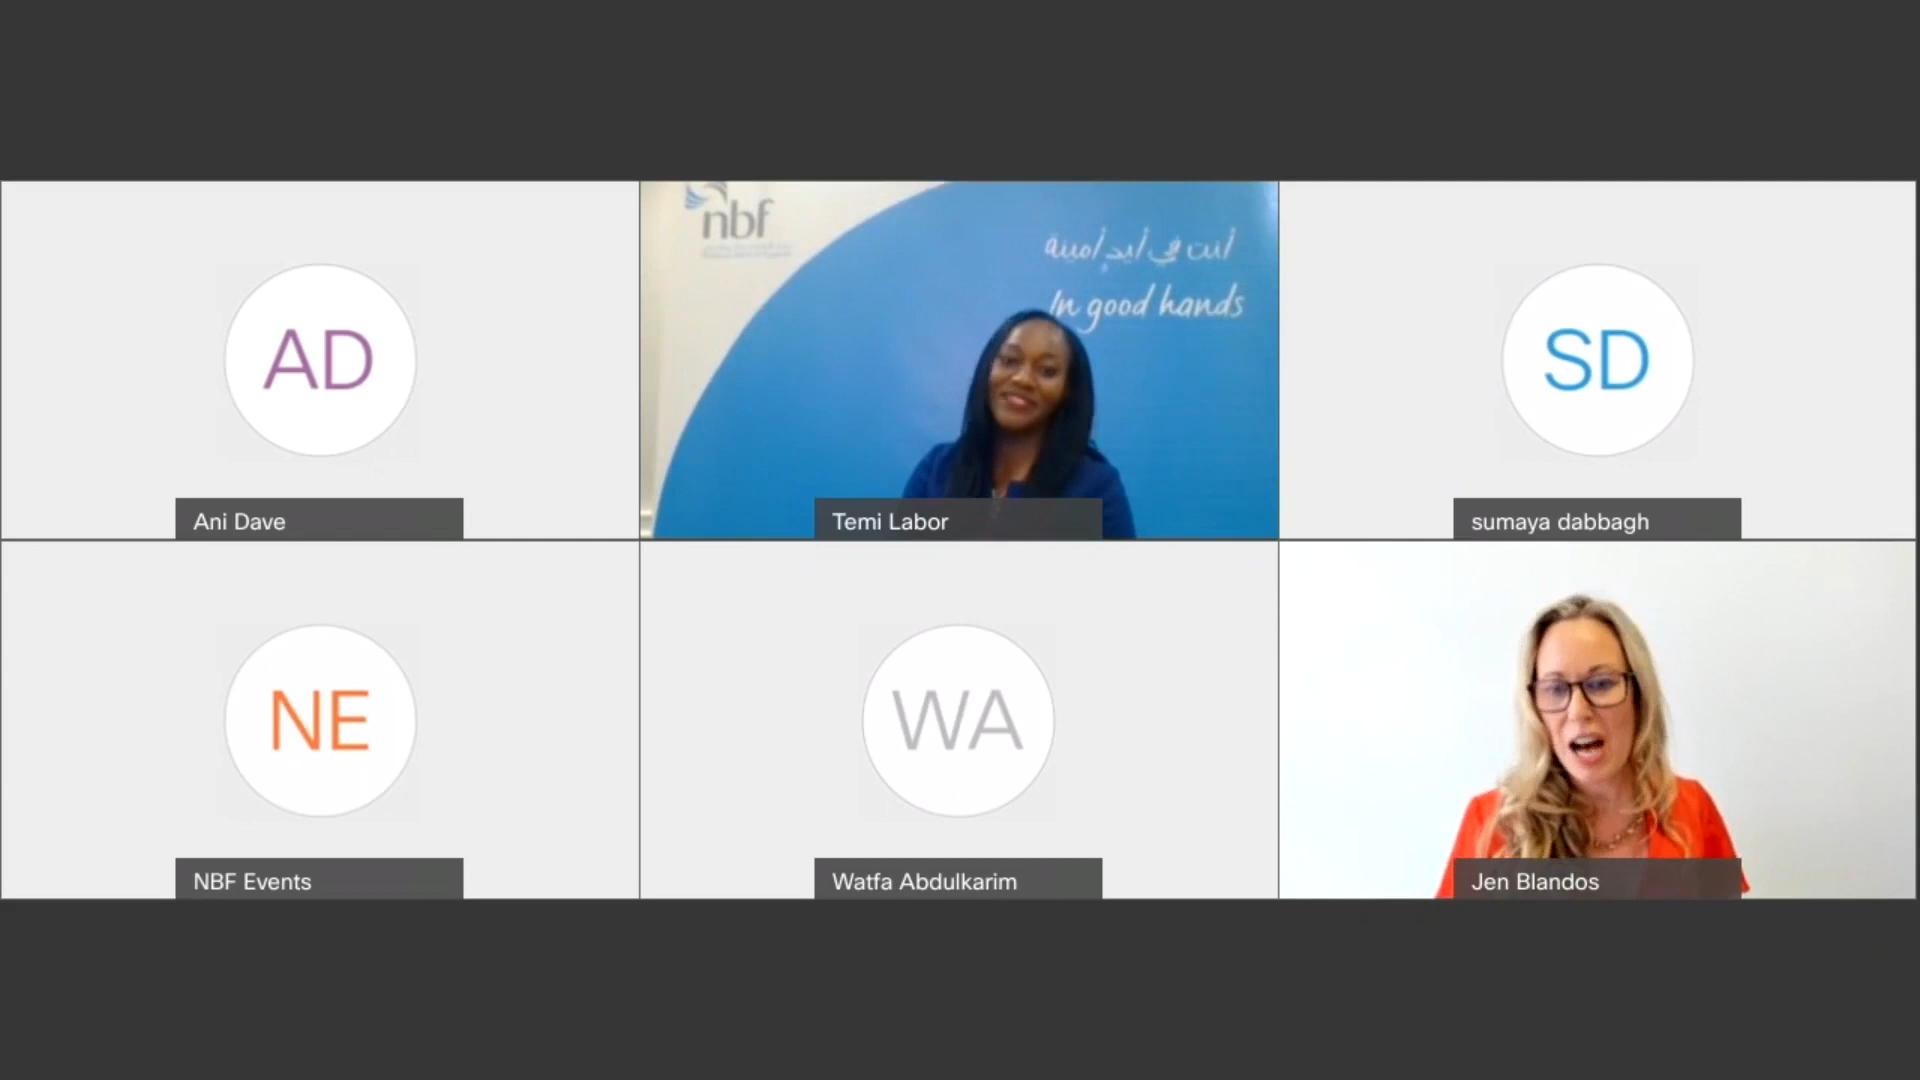 AD
Ani Dave
nbf
أنت في أيدٍ أمينة
In good hands
Temi Labor
SD
sumaya dabbagh
NE
NBF Events
WA
Watfa Abdulkarim
Jen Blandos